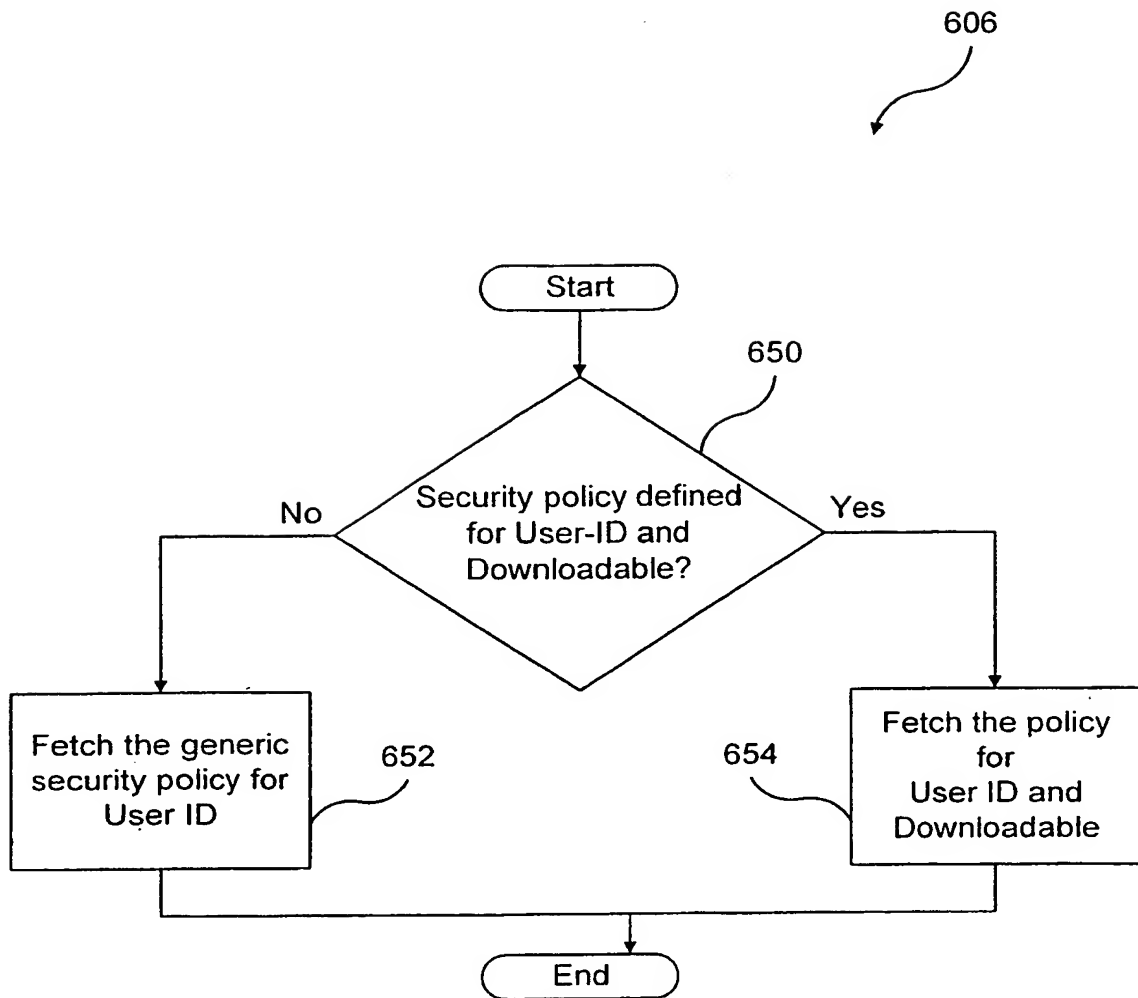 606
Start
650
Security policy defined
for User-ID and
Downloadable?
No
Yes
Fetch the generic
security policy for
User ID
652
654
Fetch the policy
for
User ID and
Downloadable
End